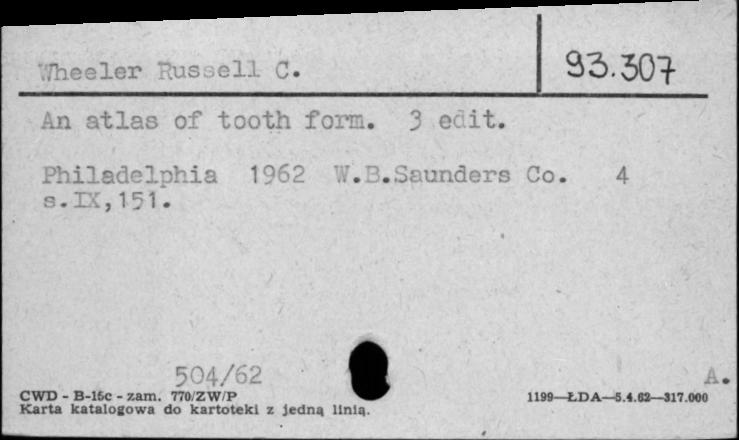 Wheeler Russell C.
93.307
An atlas of tooth form. 3 edit.
Philadelphia 1962 W.B.Saunders Co. 4
s.IX,151.
504/62
A.
CWD - B-15c - zam. 770/ZW/P
1199—ŁDA—5.4.62—317.000
Karta katalogowa do kartoteki z jedną linią.